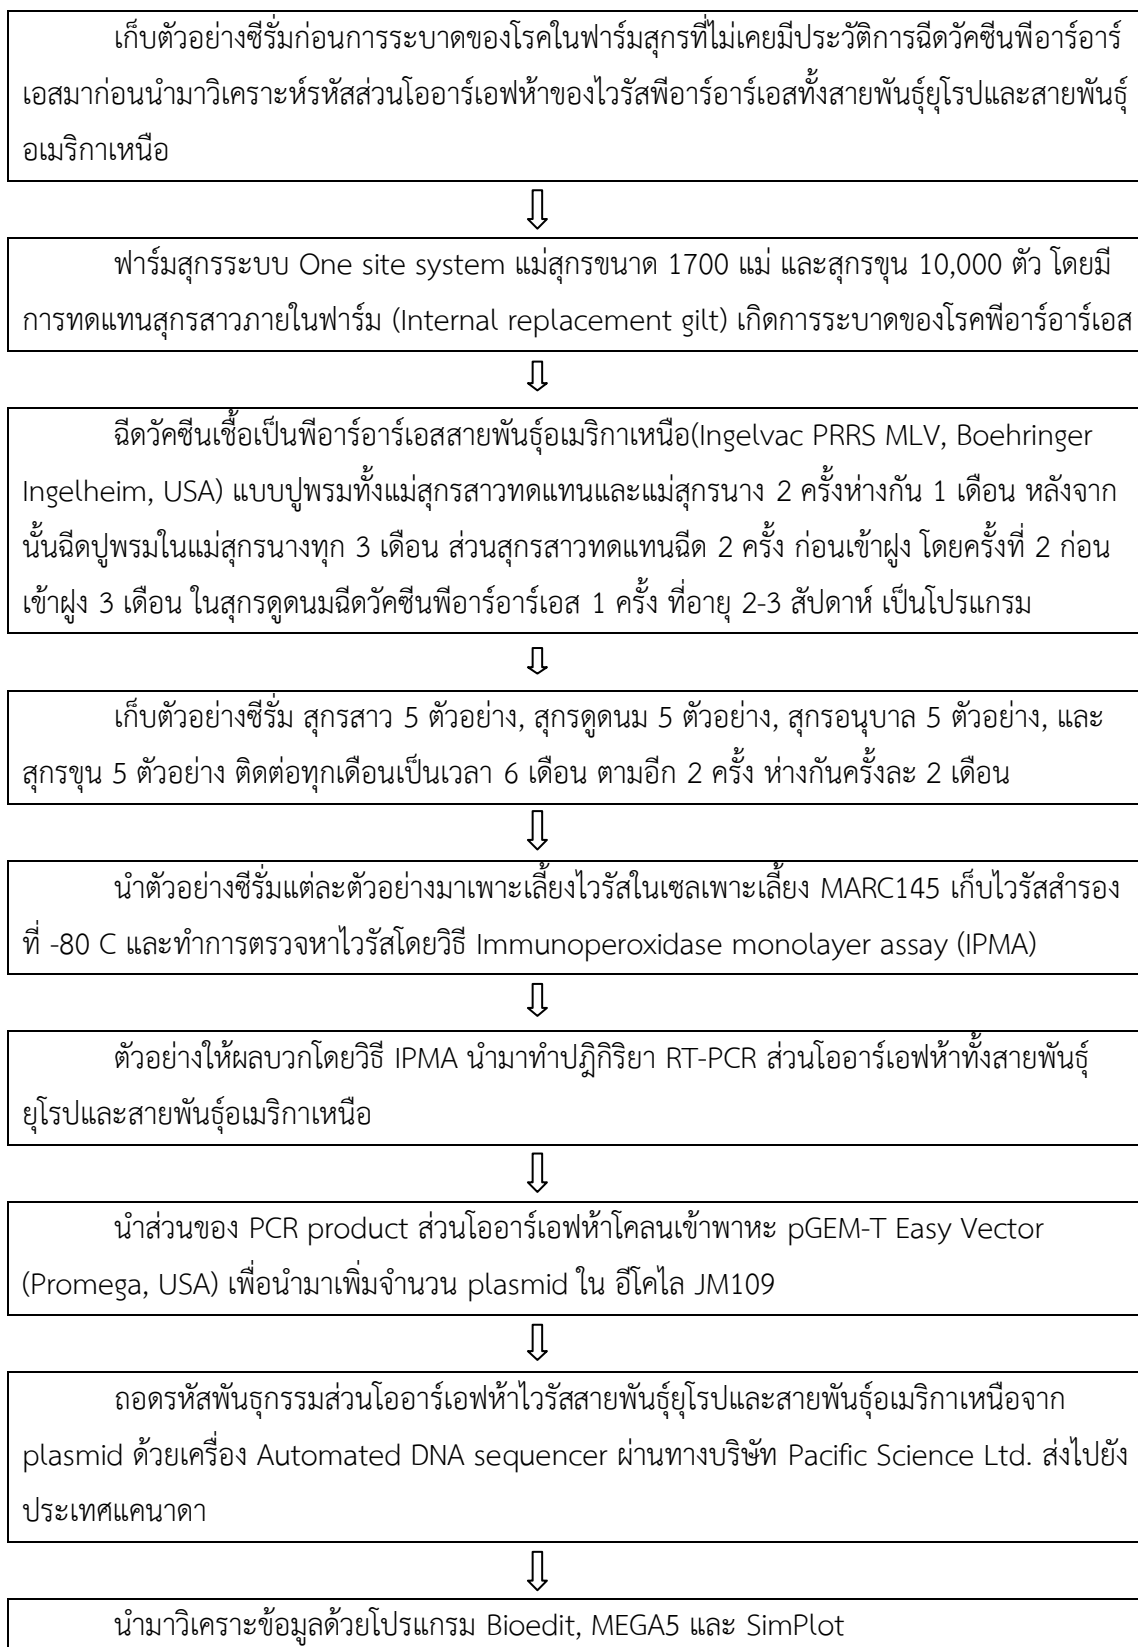 เก็บตัวอย่างซีรั่มก่อนการระบาดของโรคในฟาร์มสุกรที่ไม่เคยมีประวัติการฉีดวัคซีนพีอาร์อาร์
เอสมาก่อนนำมาวิเคราะห์รหัสส่วนโออาร์เอฟห้าของไวรัสพีอาร์อาร์เอสทั้งสายพันธุ์ยุโรปและสายพันธุ์
อเมริกาเหนือ
ฟาร์มสุกรระบบ One site system แม่สุกรขนาด 1700 แม่ และสุกรขุน 10,000 ตัว โดยมี
การทดแทนสุกรสาวภายในฟาร์ม (Internal replacement gilt) เกิดการระบาดของโรคพีอาร์อาร์เอส
ฉีดวัคซีนเชื้อเป็นพีอาร์อาร์เอสสายพันธุ์อเมริกาเหนือ(Ingelvac PRRS MLV, Boehringer
Ingelheim, USA) แบบปูพรมทั้งแม่สุกรสาวทดแทนและแม่สุกรนาง 2 ครั้งห่างกัน 1 เดือน หลังจาก
นั้นฉีดปูพรมในแม่สุกรนางทุก 3 เดือน ส่วนสุกรสาวทดแทนฉีด 2 ครั้ง ก่อนเข้าฝูง โดยครั้งที่ 2 ก่อน
เข้าฝูง 3 เดือน ในสุกรดูดนมฉีดวัคซีนพีอาร์อาร์เอส 1 ครั้ง ที่อายุ 2-3 สัปดาห์ เป็นโปรแกรม
เก็บตัวอย่างซีรั่ม สุกรสาว 5 ตัวอย่าง, สุกรดูดนม 5 ตัวอย่าง, สุกรอนุบาล 5 ตัวอย่าง, และ
สุกรขุน 5 ตัวอย่าง ติดต่อทุกเดือนเป็นเวลา 6 เดือน ตามอีก 2 ครั้ง ห่างกันครั้งละ 2 เดือน
นำตัวอย่างซีรั่มแต่ละตัวอย่างมาเพาะเลี้ยงไวรัสในเซลเพาะเลี้ยง MARC145 เก็บไวรัสสำรอง
ที่ -80 C และทำการตรวจหาไวรัสโดยวิธี Immunoperoxidase monolayer assay (IPMA)
ตัวอย่างให้ผลบวกโดยวิธี IPMA นำมาทำปฎิกิริยา RT-PCR ส่วนโออาร์เอฟห้าทั้งสายพันธุ์
ยุโรปและสายพันธุ์อเมริกาเหนือ
นำส่วนของ PCR product ส่วนโออาร์เอฟห้าโคลนเข้าพาหะ pGEM-T Easy Vector
(Promega, USA) เพื่อนำมาเพิ่มจำนวน plasmid ใน อีโคไล JM109
ถอดรหัสพันธุกรรมส่วนโออาร์เอฟห้าไวรัสสายพันธุ์ยุโรปและสายพันธุ์อเมริกาเหนือจาก
plasmid ด้วยเครื่อง Automated DNA sequencer ผ่านทางบริษัท Pacific Science Ltd. ส่งไปยัง
ประเทศแคนาดา
นำมาวิเคราะข้อมูลด้วยโปรแกรม Bioedit, MEGA5 และ SimPlot